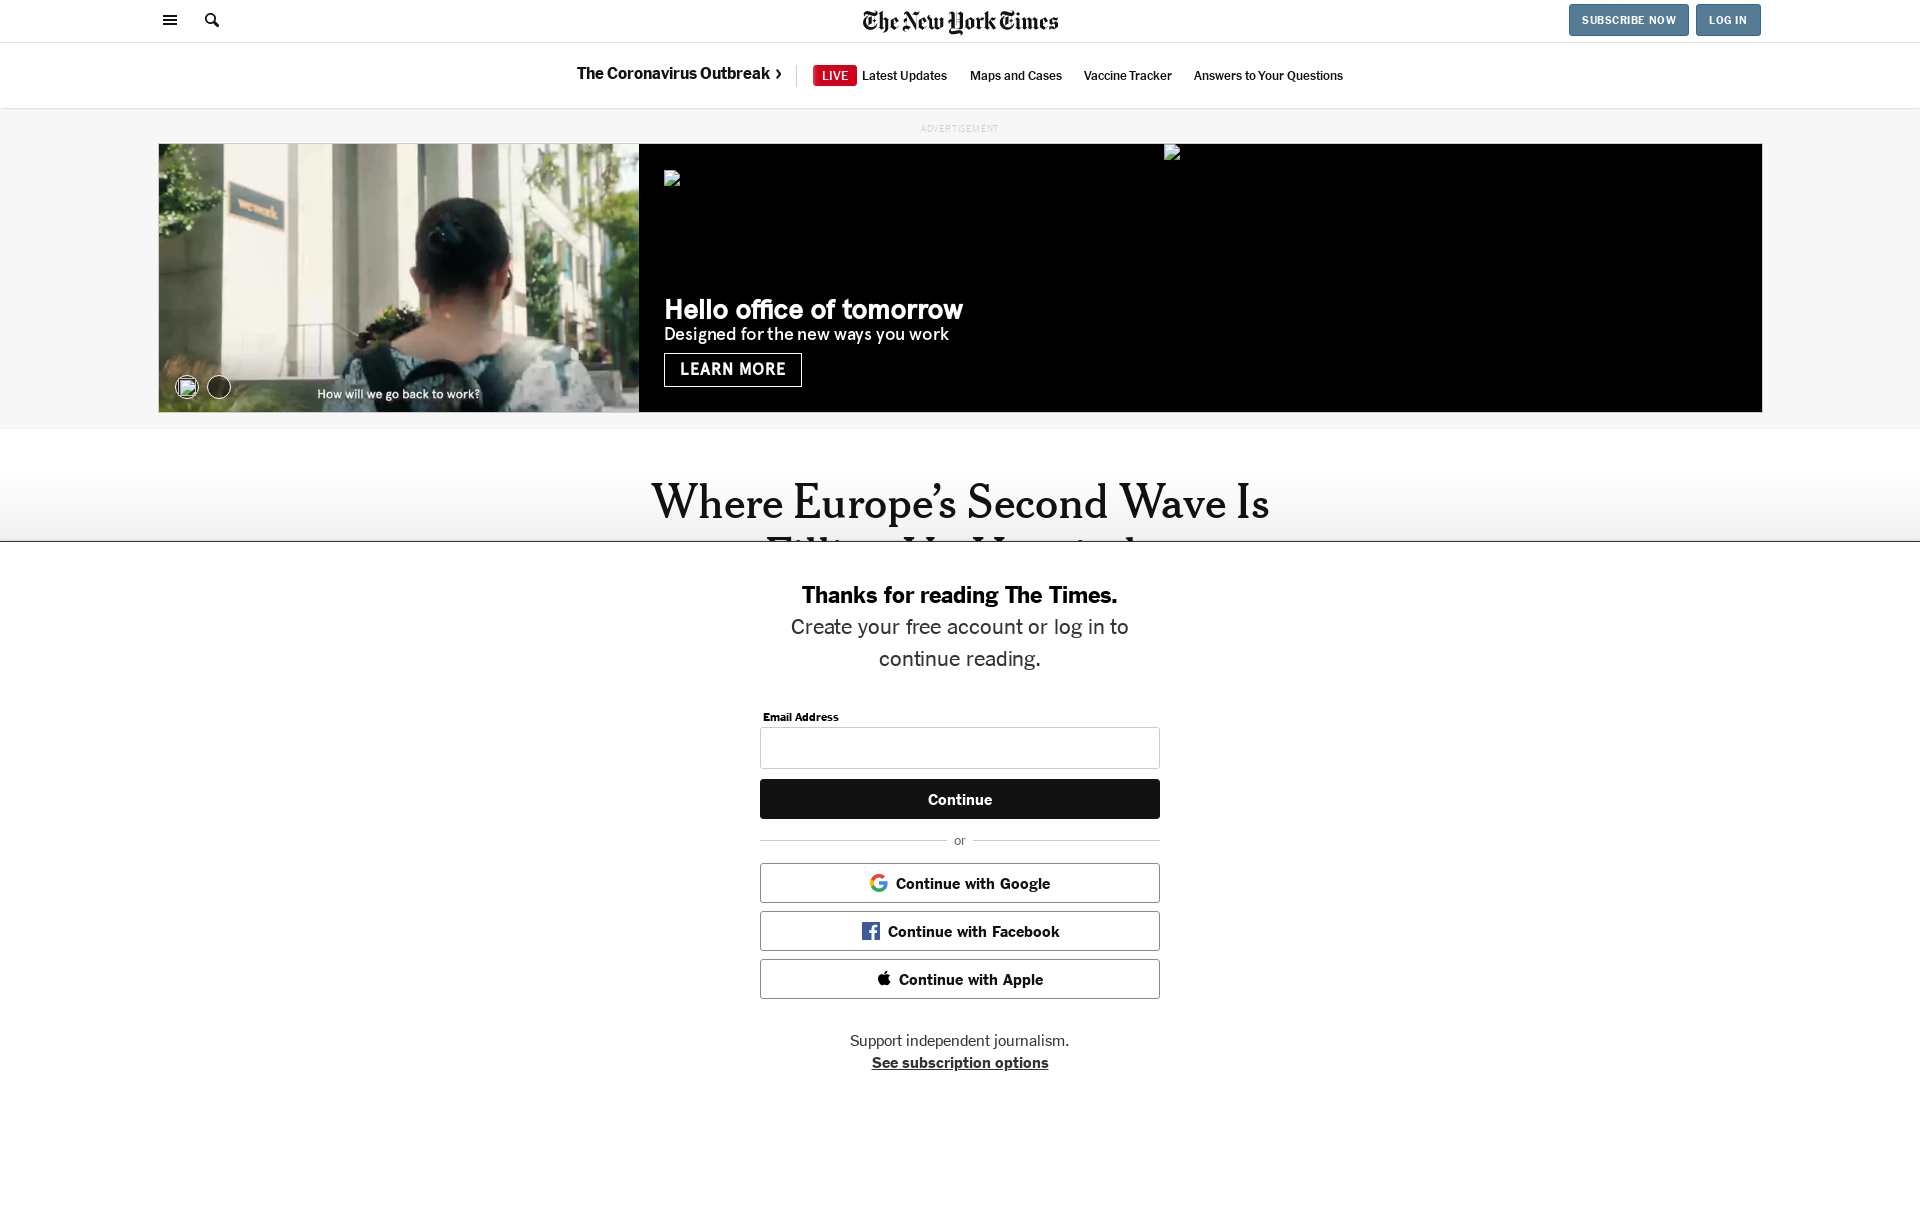 The New York Times
SUBSCRIBE NOW
LOG IN
The Coronavirus Outbreak ›
LIVE Latest Updates
Maps and Cases
Vaccine Tracker
Answers to Your Questions
ADVERTISEMENT
wework
Hello office of tomorrow
Designed for the new ways you work
LEARN MORE
How will we go back to work?
Where Europe’s Second Wave Is
Thanks for reading The Times.
Create your free account or log in to
continue reading.
Email Address
Continue
or
Continue with Google
Continue with Facebook
Continue with Apple
Support independent journalism.
See subscription options